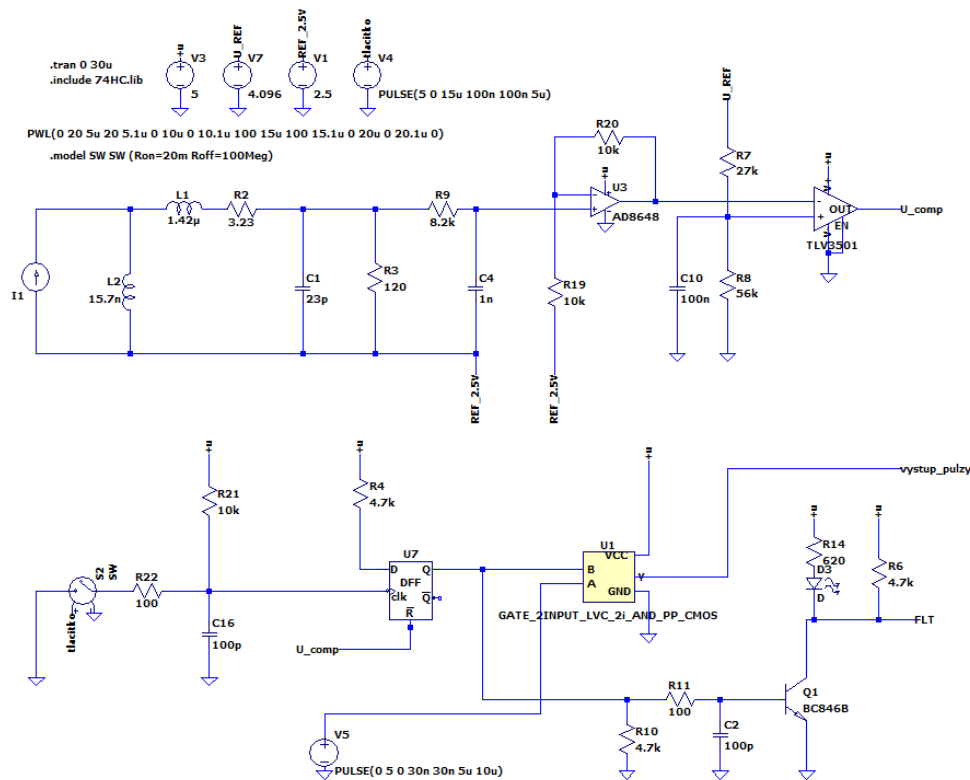 +u
U_REF
REF_2.5V
tlacitko
.tran 0 30u
.include 74HC.lib
V3
5
V7
4.096
V1
2.5
V4
PULSE(5 0 15u 100n 100n 5u)
PWL(0 20 5u 20 5.1u 0 10u 0 10.1u 100 15u 100 15.1u 0 20u 0 20.1u 0)
.model SW SW (Ron=20m Roff=100Meg)
I1
L1
1.42µ
L2
15.7n
R2
3.23
C1
23p
R3
120
R9
8.2k
C4
1n
REF_2.5V
R20
10k
+u
U3
AD8648
R19
10k
REF_2.5V
U_REF
R7
27k
C10
100n
R8
56k
+u
V+
OUT
EN
V
TLV3501
U_comp
+u
R21
10k
S2
SW
tlacitko
R22
100
C16
100p
+u
R4
4.7k
U7
D
Q
DFF
clk
Q
R
U_comp
+u
U1
VCC
B
A
Y
GND
GATE_2INPUT_LVC_2i_AND_PP_CMOS
vystup_pulzy
V5
PULSE(0 5 0 30n 30n 5u 10u)
R10
4.7k
R11
100
C2
100p
+u
R14
620
D3
D
+u
R6
4.7k
FLT
Q1
BC846B